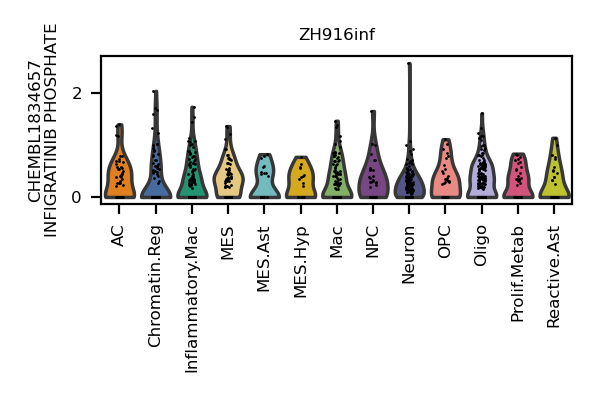 ZH916inf
CHEMBL1834657
INFIGRATINIB PHOSPHATE
2
0
AC
Chromatin.Reg
Inflammatory.Mac
MES
MES.Ast
MES.Hyp
Mac
NPC
Neuron
OPC
Oligo
Prolif.Metab
Reactive.Ast